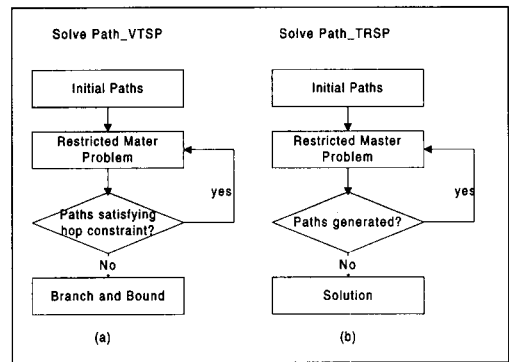 Solve Path_VTSP
Initial Paths
Restricted Mater
Problem
yes
Paths satisfying
hop constraint?
No
Branch and Bound
(a)
Solve Path_TRSP
Initial Paths
Restricted Master
Problem
yes
Paths generated?
No
Solution
(b)